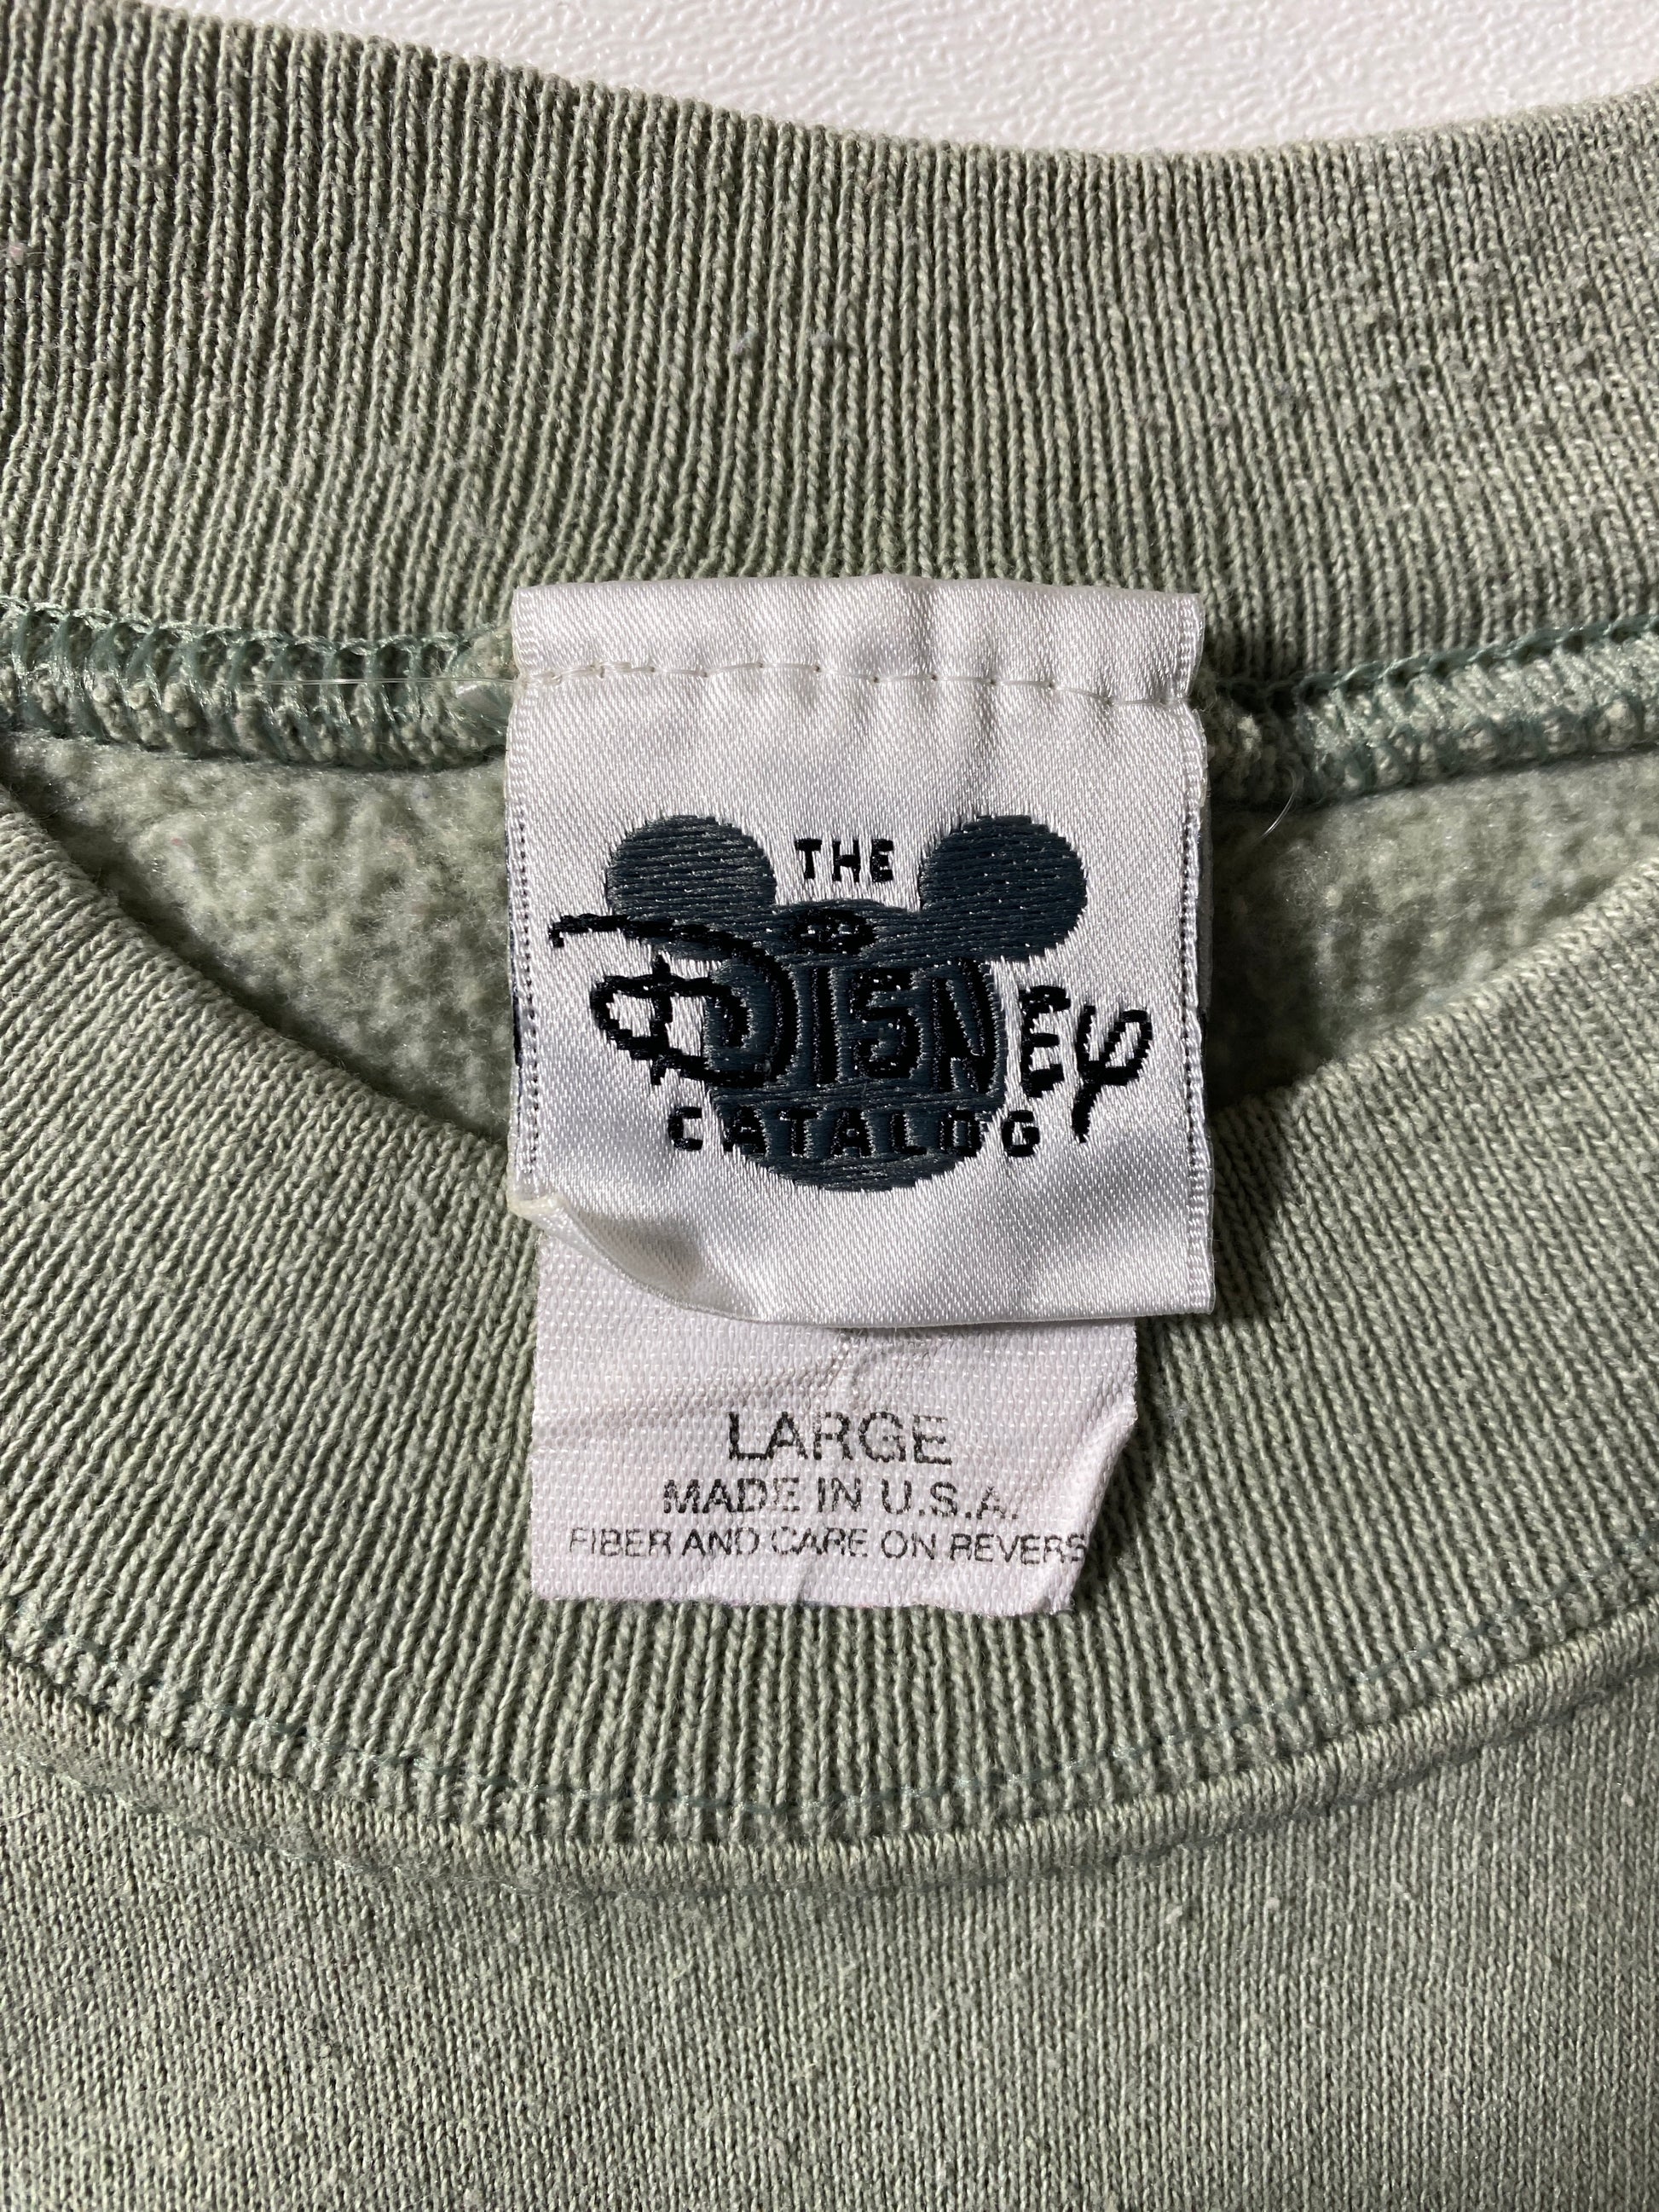 THE
DISNEY
CATALOG
LARGE
MADE IN U.S.A.
FIBER AND CARE ON REVERS